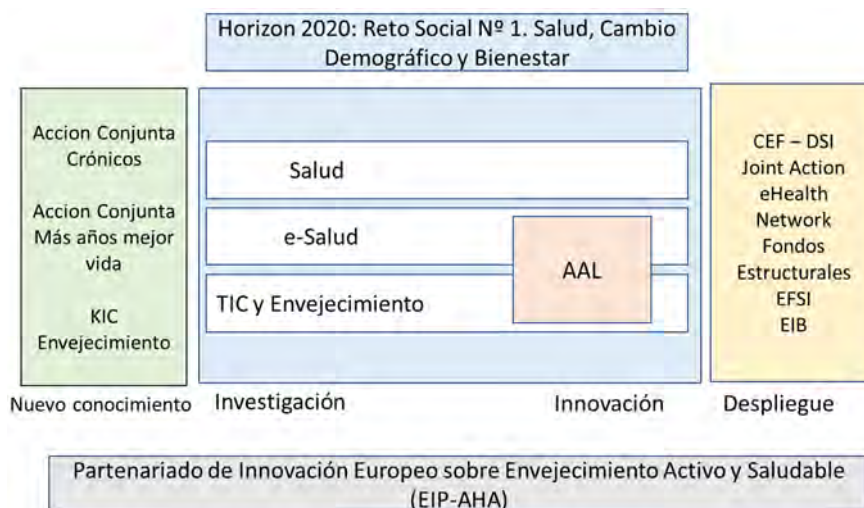 Horizon 2020: Reto Social Nº 1. Salud, Cambio
Demográfico y Bienestar
Accion Conjunta
Crónicos
Accion Conjunta
Más años mejor
vida
KIC
Envejecimiento
Salud
e-Salud
TIC y Envejecimiento
AAL
CEF – DSI
Joint Action
eHealth
Network
Fondos
Estructurales
EFSI
EIB
Nuevo conocimiento
Investigación
Innovación
Despliegue
Partenariado de Innovación Europeo sobre Envejecimiento Activo y Saludable
(EIP-AHA)